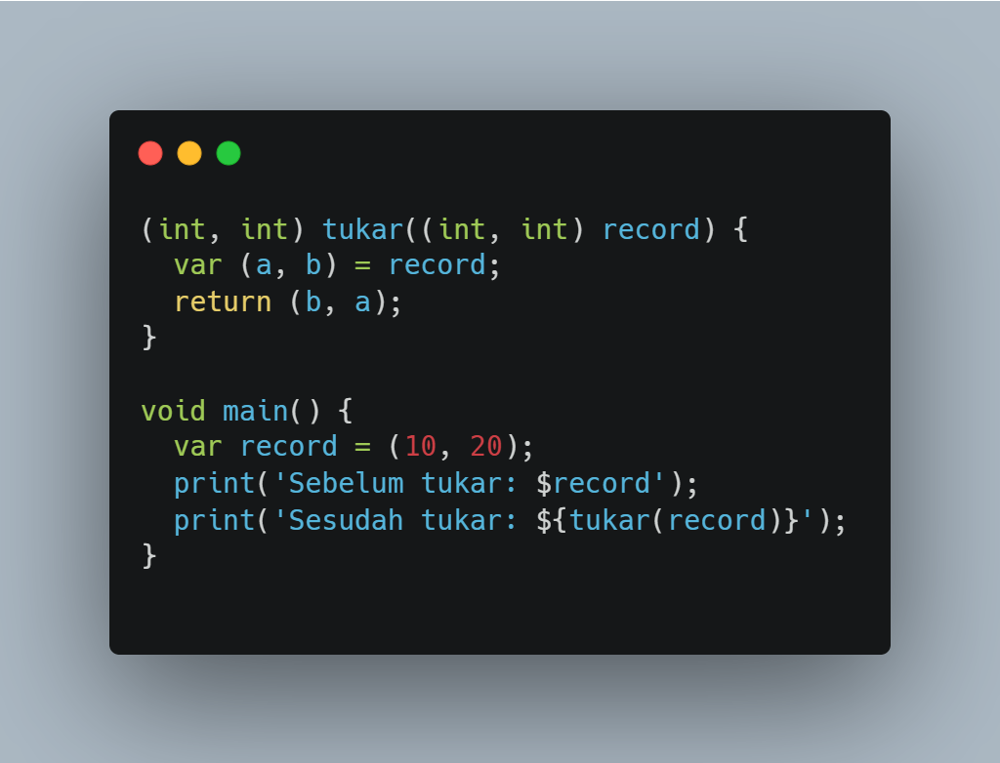 (int, int) tukar((int, int) record) {
  var (a, b) = record;
  return (b, a);
}

void main() {
  var record = (10, 20);
  print('Sebelum tukar: $record');
  print('Sesudah tukar: ${tukar(record)}');
}